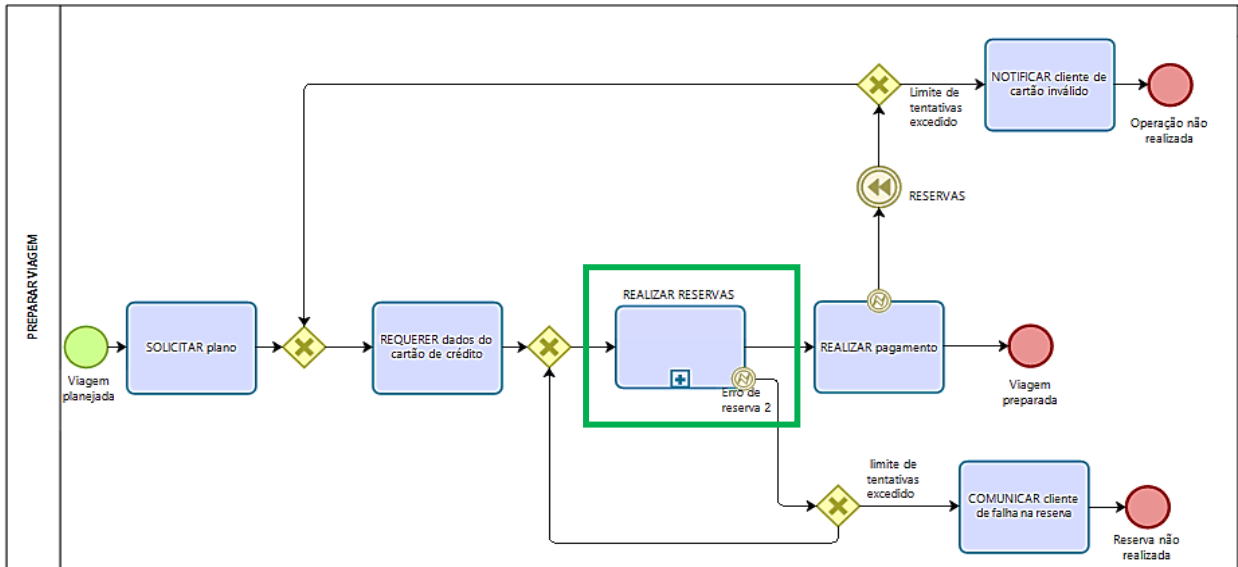 PREPARAR VIAGEM
Viagem
planejada
SOLICITAR plano
REQUERER dados do
cartão de crédito
REALIZAR RESERVAS
Erro de
reserva 2
REALIZAR pagamento
Viagem
preparada
RESERVAS
Limite de
tentativas
excedido
NOTIFICAR cliente de
cartão inválido
Operação não
realizada
limite de
tentativas
excedido
COMUNICAR cliente
de falha na reserva
Reserva não
realizada